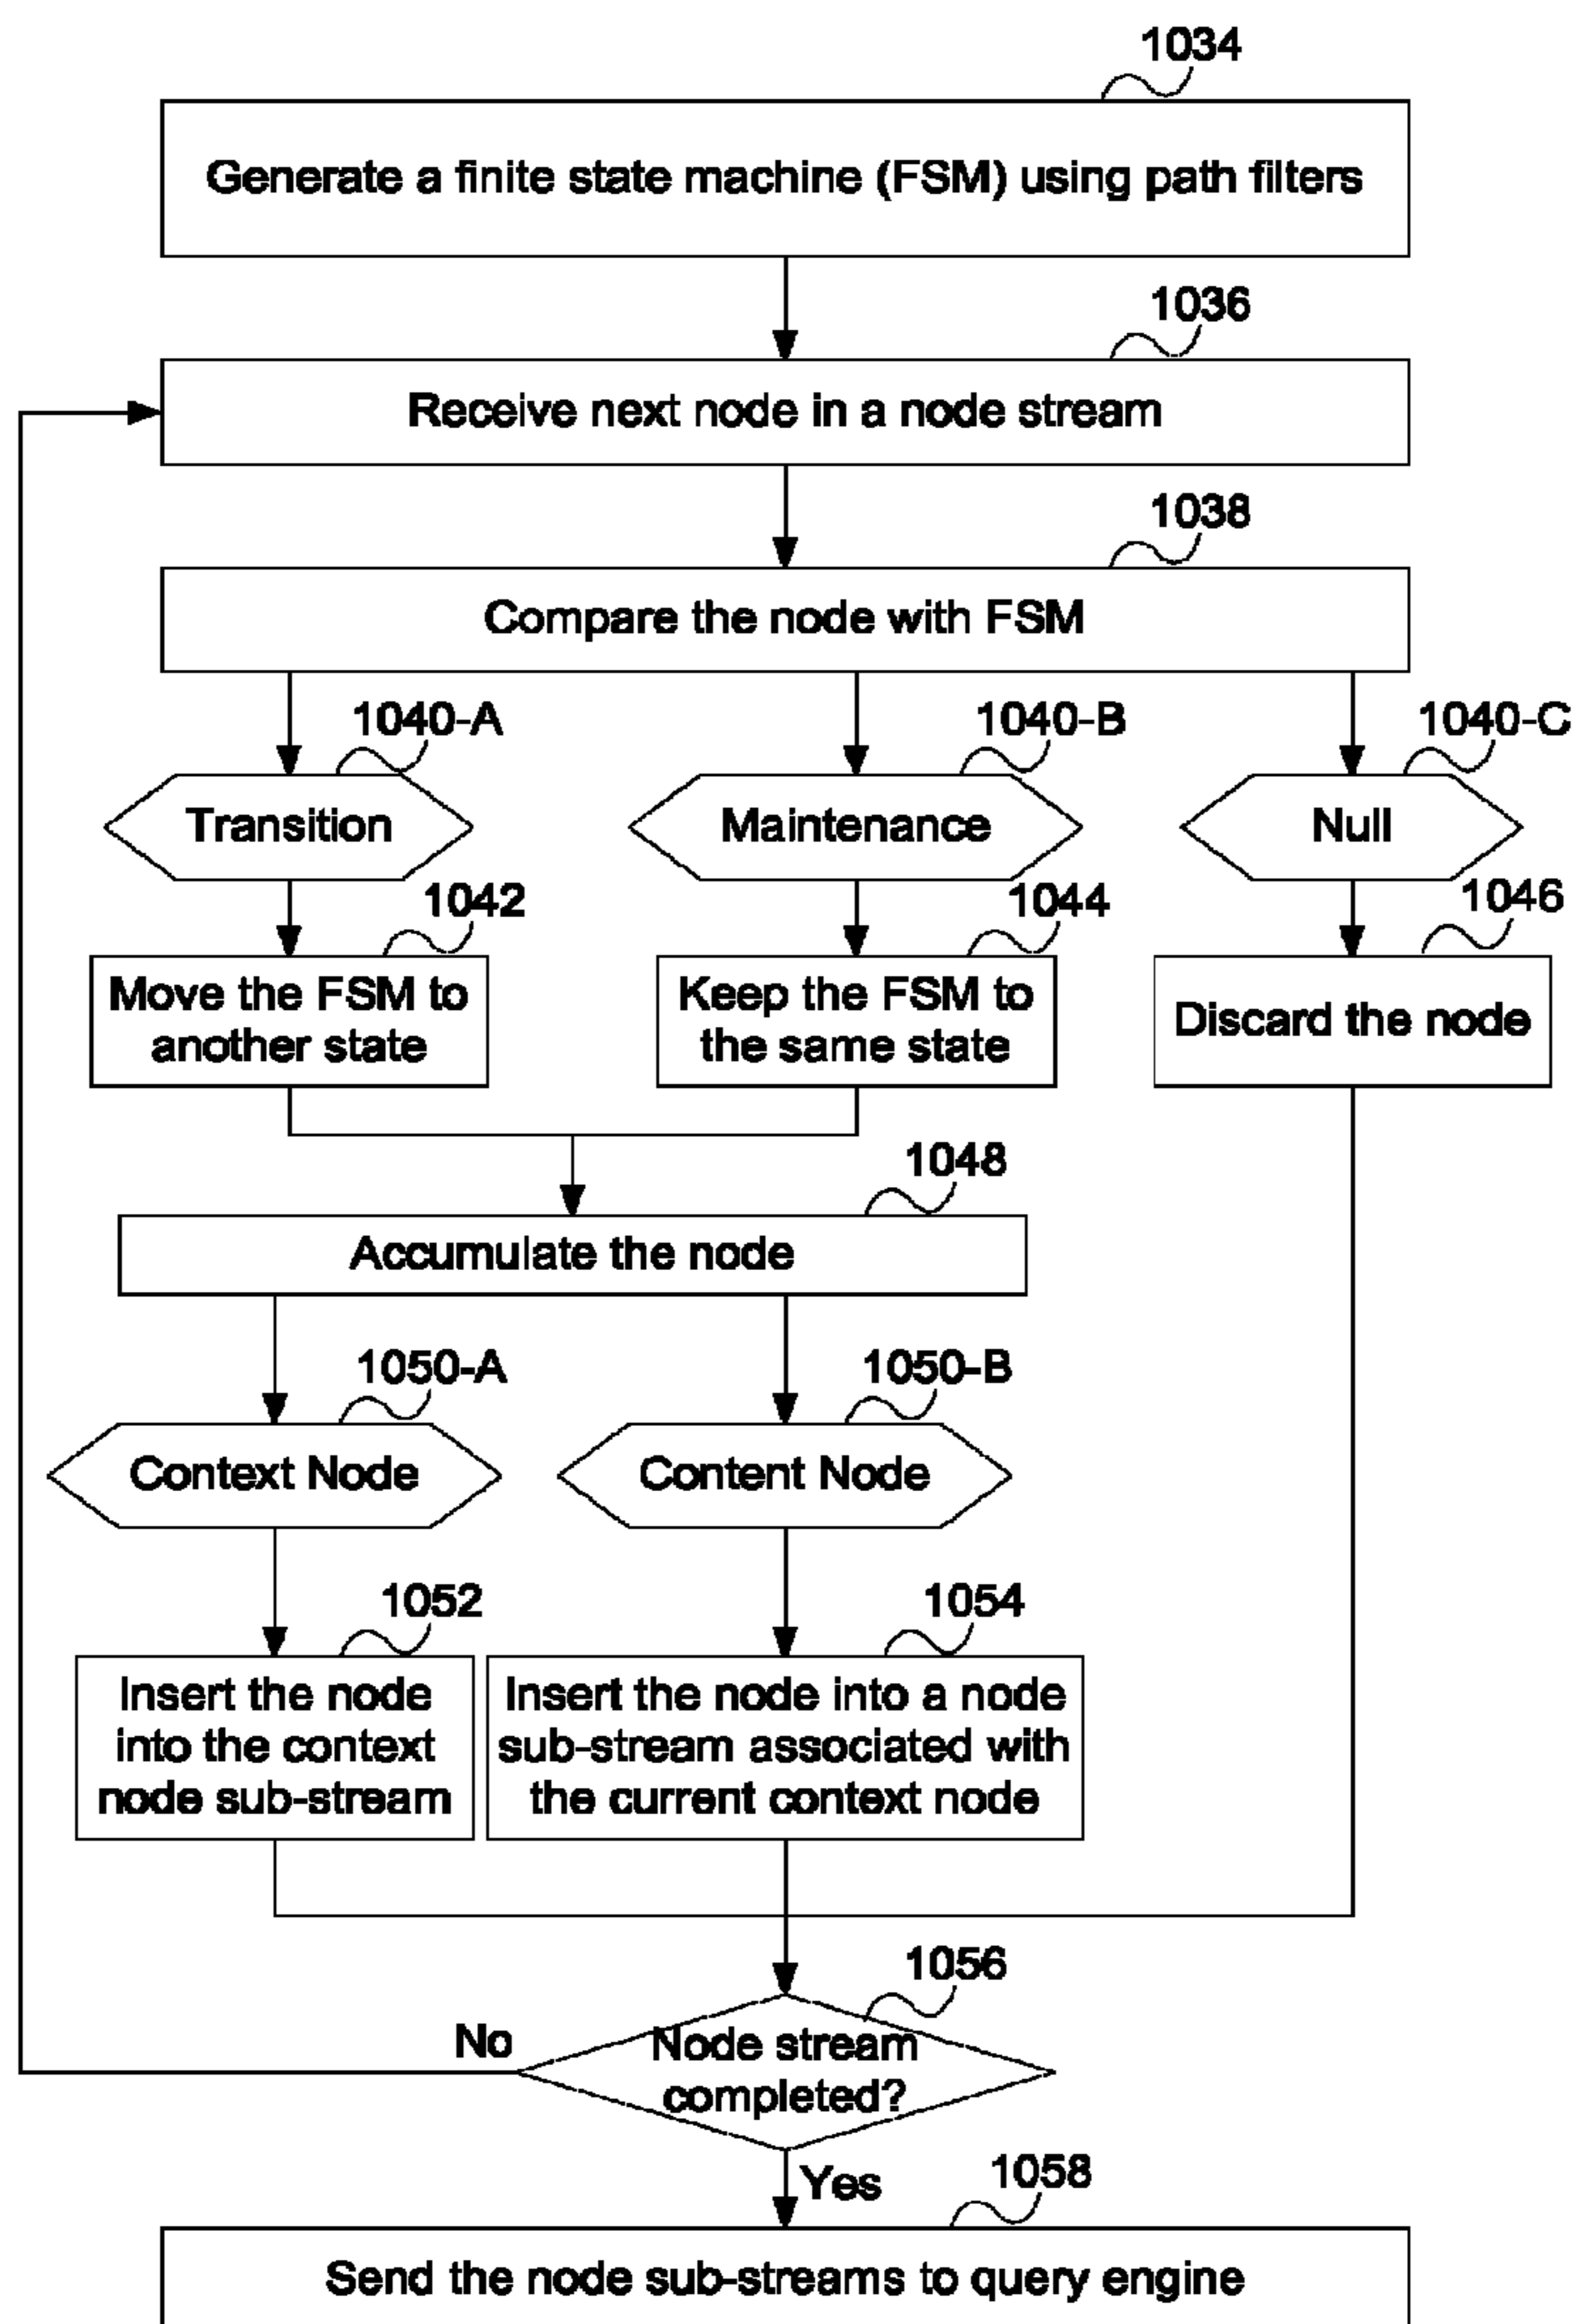 1034
Generate a finite state machine (FSM) using path filters
1036
Receive next node in a node stream
1038
Compare the node with FSM
1040-A
1040-B
1040-C
Transition
Maintenance
Null
1042
1044
1046
Move the FSM to
another state
Keep the FSM to
the same state
Discard the node
1048
Accumulate the node
1050-A
1050-B
Context Node
Content Node
1052
1054
Insert the node
into the context
node sub-stream
Insert the node into a node
sub-stream associated with
the current context node
1056
No
Node stream
completed?
Yes
1058
Send the node sub-streams to query engine